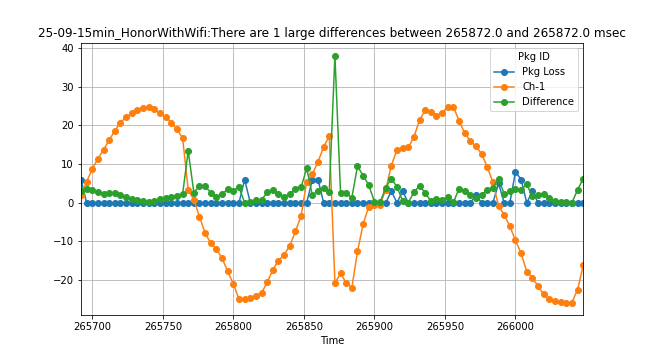 25-09-15min_HonorWithWifi:There are 1 large differences between 265872.0 and 265872.0 msec
Pkg ID
Pkg Loss
Ch-1
Difference
40
30
20
10
0
−10
−20
265700 265750 265800 265850 265900 265950 266000
Time